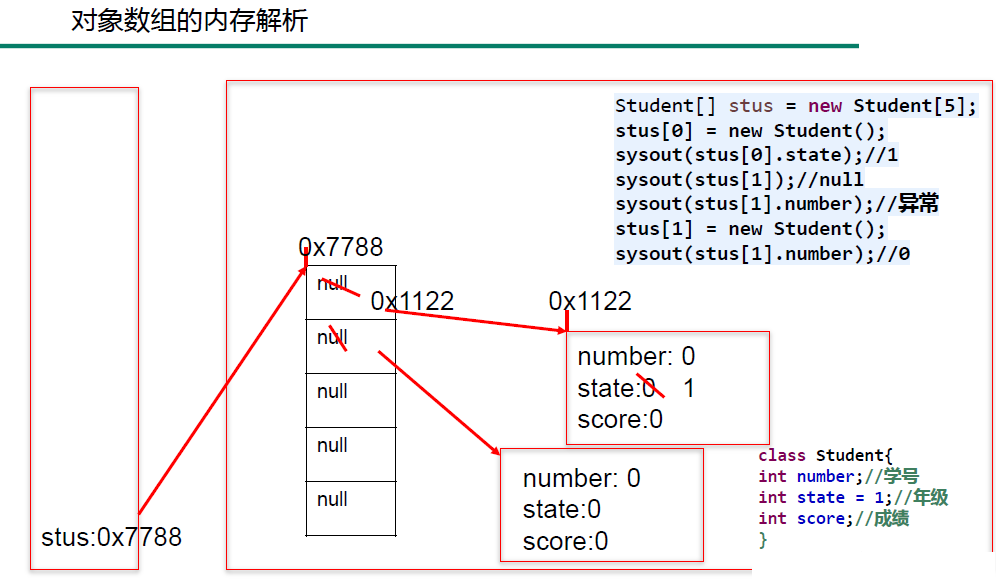 对象数组的内存解析
Student[] stus = new Student[5];
stus[0] = new Student();
sysout(stus[0].state);//1
sysout(stus[1]);//null
sysout(stus[1].number);//异常
stus[1] = new Student();
sysout(stus[1].number);//0
0x7788
null
0x1122
0x1122
null
null
null
null
number: 0
state:0 1
score:0
number: 0
state:0
score:0
class Student{
int number;//学号
int state = 1;//年级
int score;//成绩
}
stus:0x7788